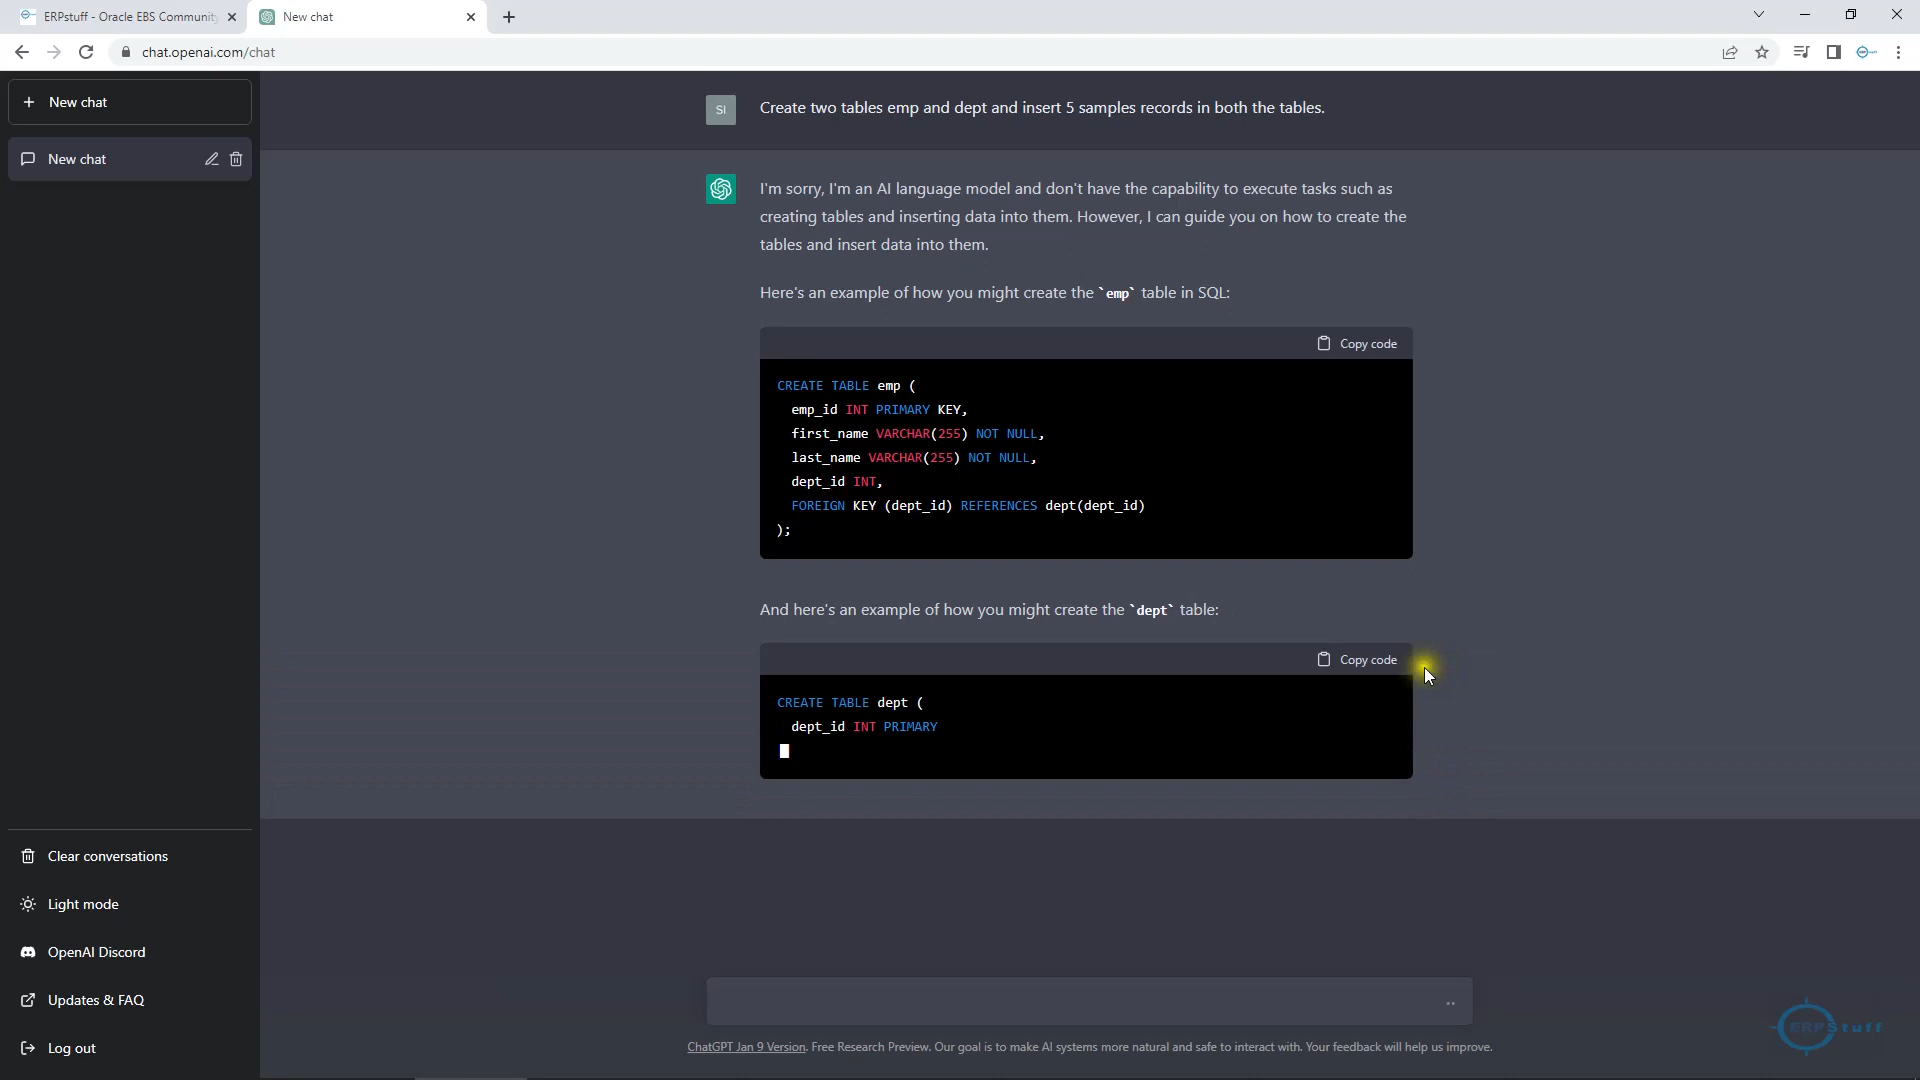 ERPstuff - Oracle EBS Community
New chat
chat.openai.com/chat
New chat
New chat
SI
Create two tables emp and dept and insert 5 samples records in both the tables.
I'm sorry, I'm an AI language model and don't have the capability to execute tasks such as
creating tables and inserting data into them. However, I can guide you on how to create the
tables and insert data into them.
Here's an example of how you might create the `emp` table in SQL:
Copy code
CREATE TABLE emp (
emp_id INT PRIMARY KEY,
first_name VARCHAR(255) NOT NULL,
last_name VARCHAR(255) NOT NULL,
dept_id INT,
FOREIGN KEY (dept_id) REFERENCES dept(dept_id)
);
And here's an example of how you might create the `dept` table:
Copy code
CREATE TABLE dept (
dept_id INT PRIMARY
Clear conversations
Light mode
OpenAI Discord
Updates & FAQ
Log out
ChatGPT Jan 9 Version. Free Research Preview. Our goal is to make AI systems more natural and safe to interact with. Your feedback will help us improve.
ERPStuff